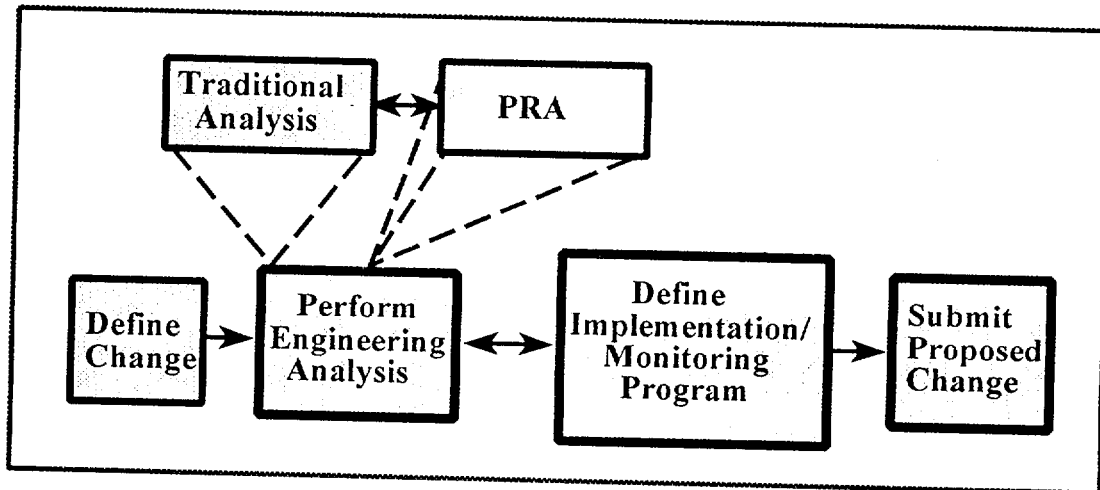 Traditional
Analysis
PRA
Define
Change
Perform
Engineering
Analysis
Define
Implementation/
Monitoring
Program
Submit
Proposed
Change